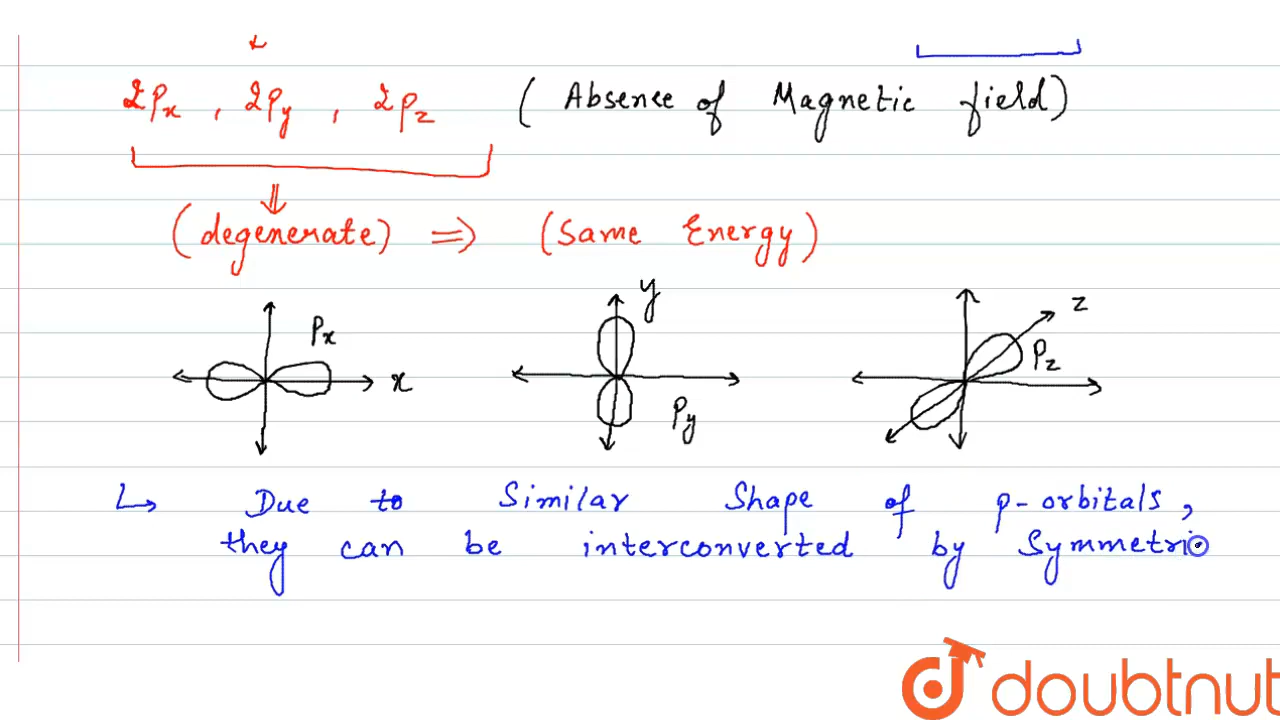 2Px , 2Py , 2Pz ( Absence of Magnetic field )
(degenerate) ⇒ (Same Energy)
Px x
y Py
z Pz
↳ Due to Similar Shape of p-orbitals,
they can be interconverted by Symmetric
doubtnut